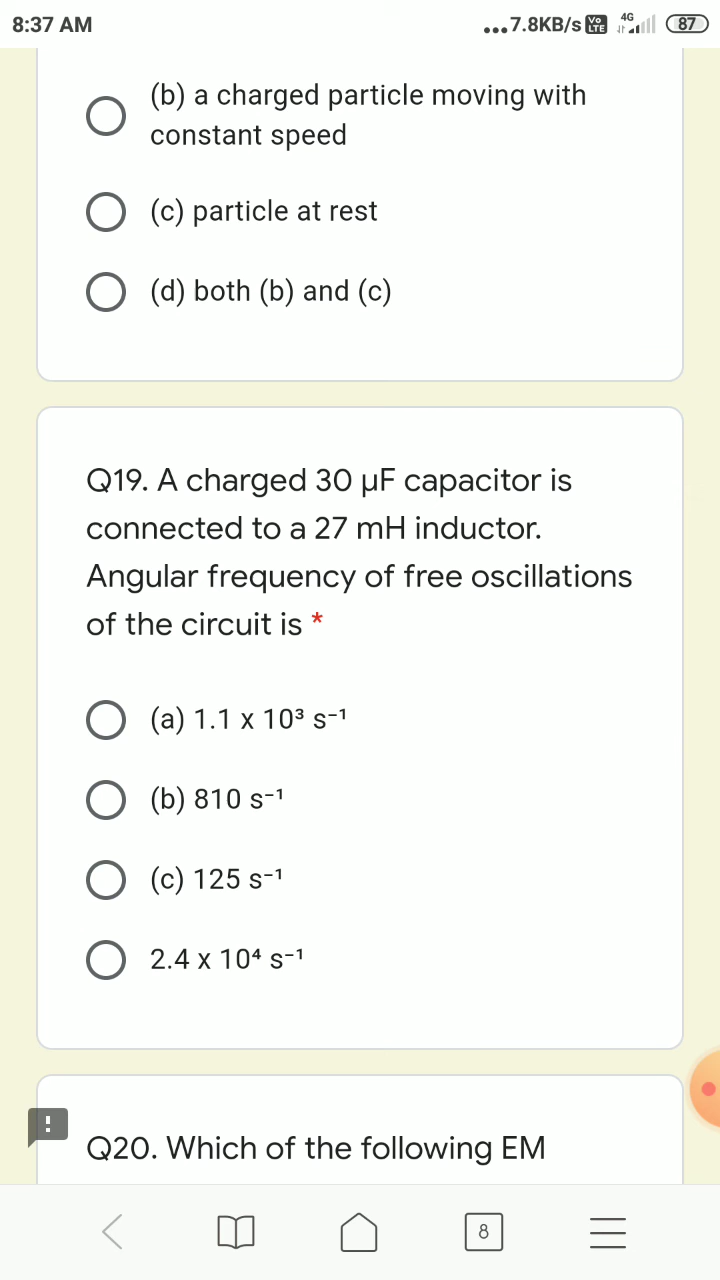 8:37 AM
...7.8KB/s Vo LTE 4G 87
(b) a charged particle moving with
constant speed
(c) particle at rest
(d) both (b) and (c)
Q19. A charged 30 µF capacitor is
connected to a 27 mH inductor.
Angular frequency of free oscillations
of the circuit is *
(a) 1.1 x 10³ s⁻¹
(b) 810 s⁻¹
(c) 125 s⁻¹
2.4 x 10⁴ s⁻¹
!
Q20. Which of the following EM
8